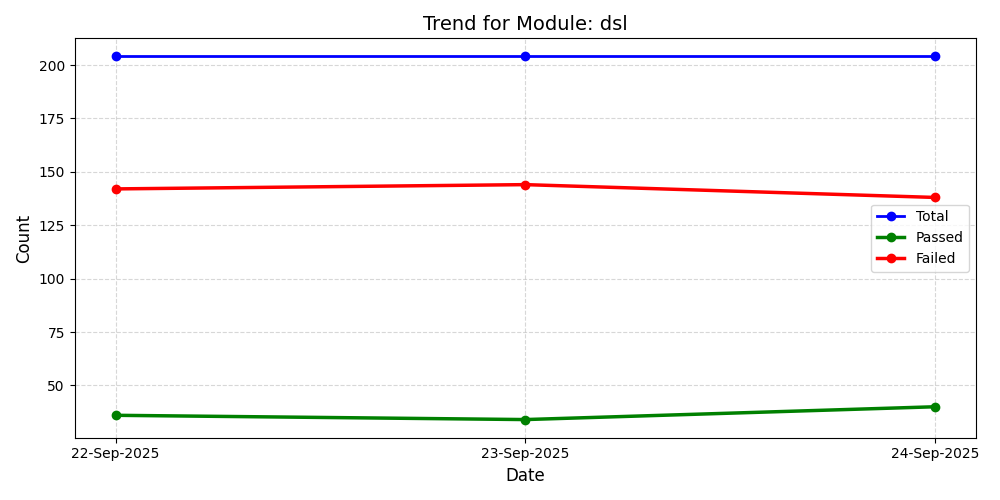 Trend for Module: dsl
Count
200
175
150
125
100
75
50
Total
Passed
Failed
22-Sep-2025
23-Sep-2025
24-Sep-2025
Date